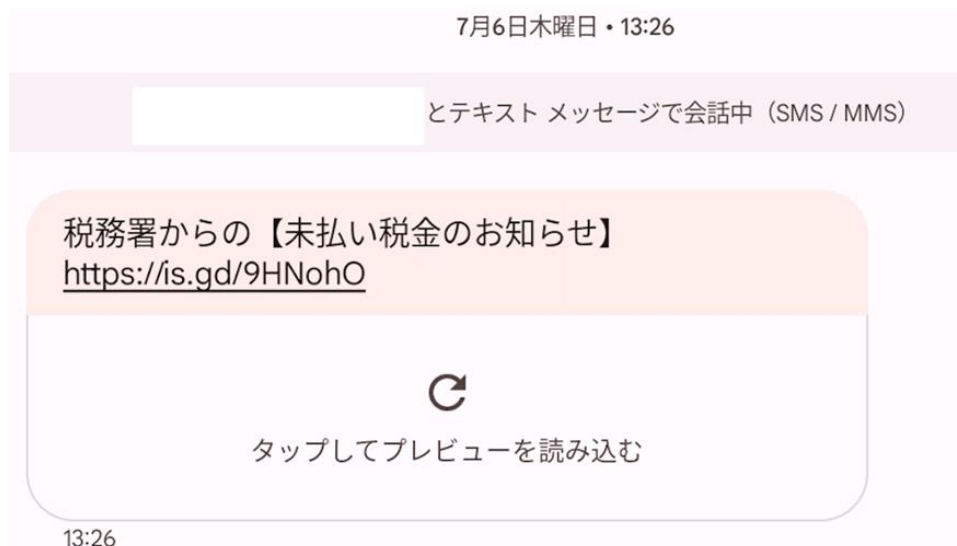 7月6日木曜日・13:26
とテキスト メッセージで会話中（SMS / MMS）
税務署からの【未払い税金のお知らせ】
https://is.gd/9HNohO
タップしてプレビューを読み込む
13:26